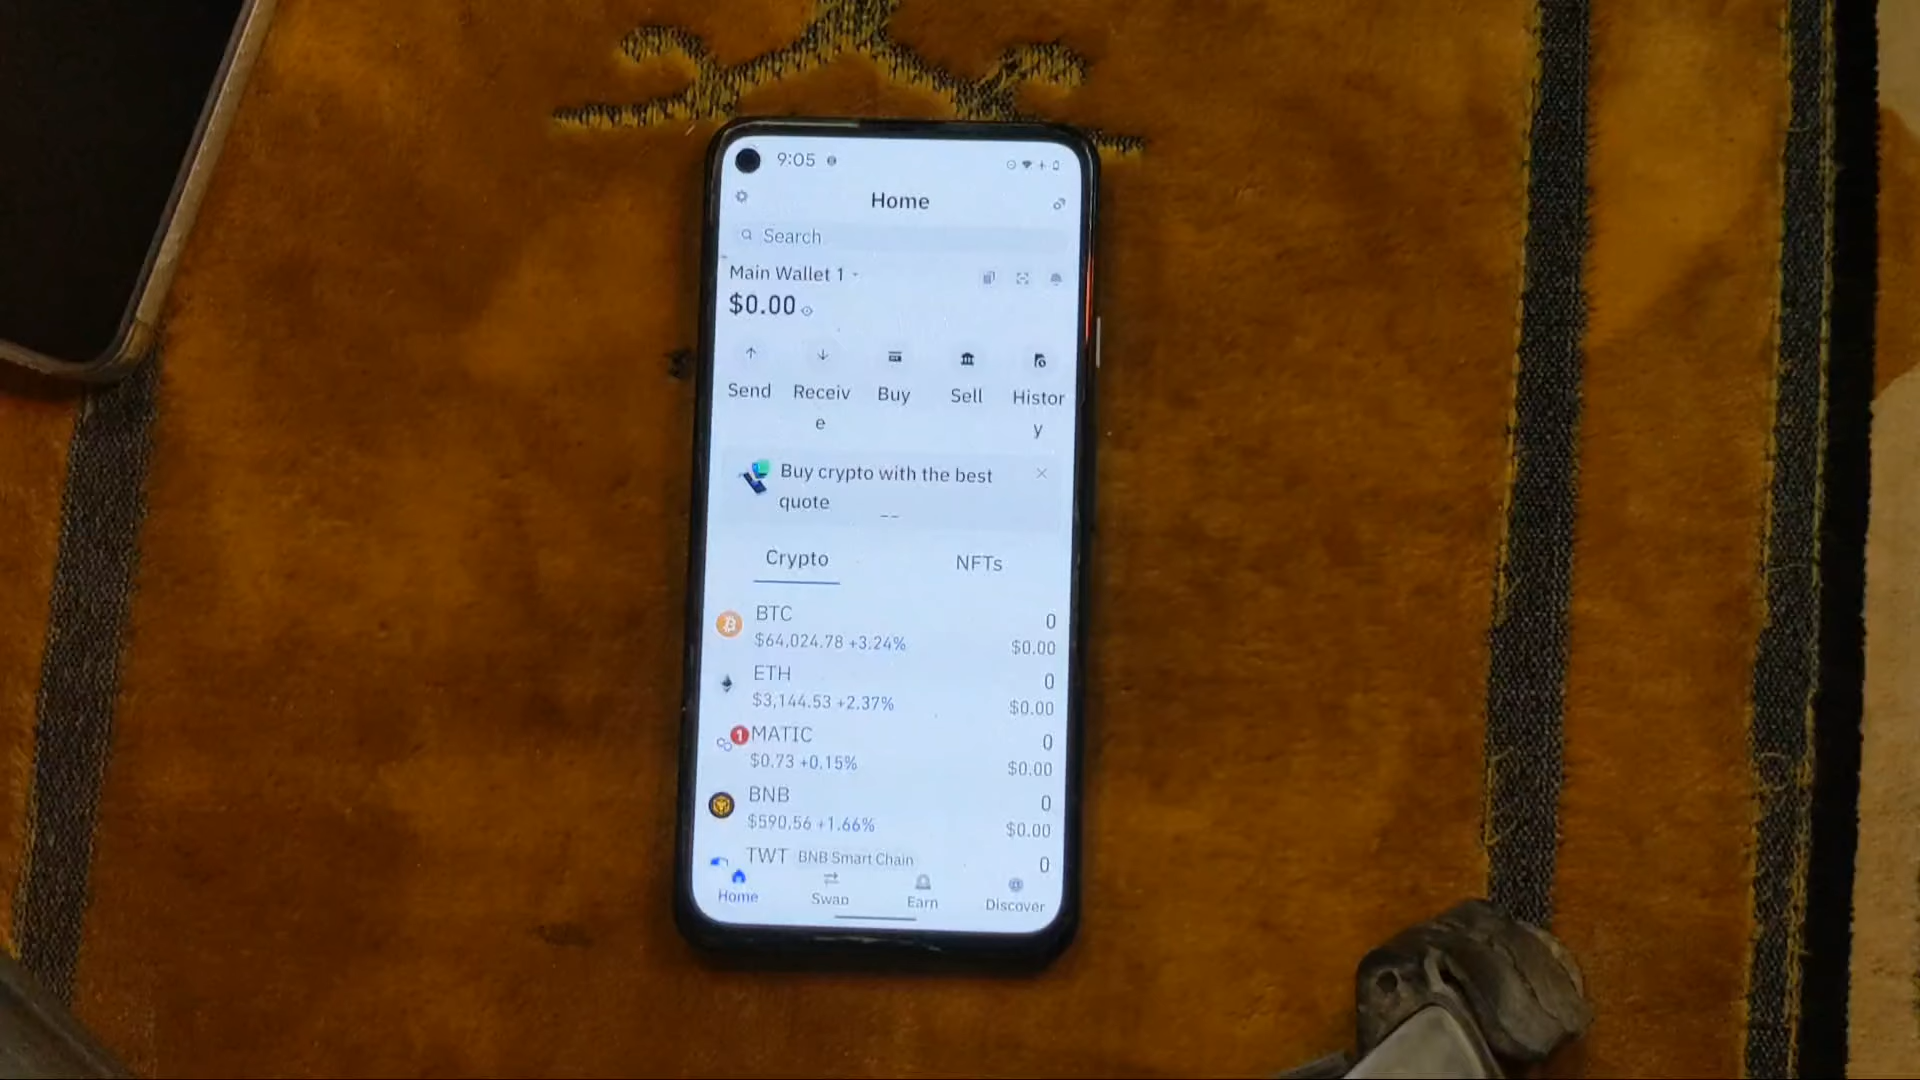 9:05
Home
Search
Main Wallet 1
$0.00
Send
Receiv
e
Buy
Sell
Histor
y
Buy crypto with the best
quote
Crypto
NFTs
BTC
0
$64,024.78 +3.24%
$0.00
ETH
0
$3,144.53 +2.37%
$0.00
1
MATIC
0
$0.73 +0.15%
$0.00
BNB
0
$590.56 +1.66%
$0.00
TWT BNB Smart Chain
0
Home
Swap
Earn
Discover